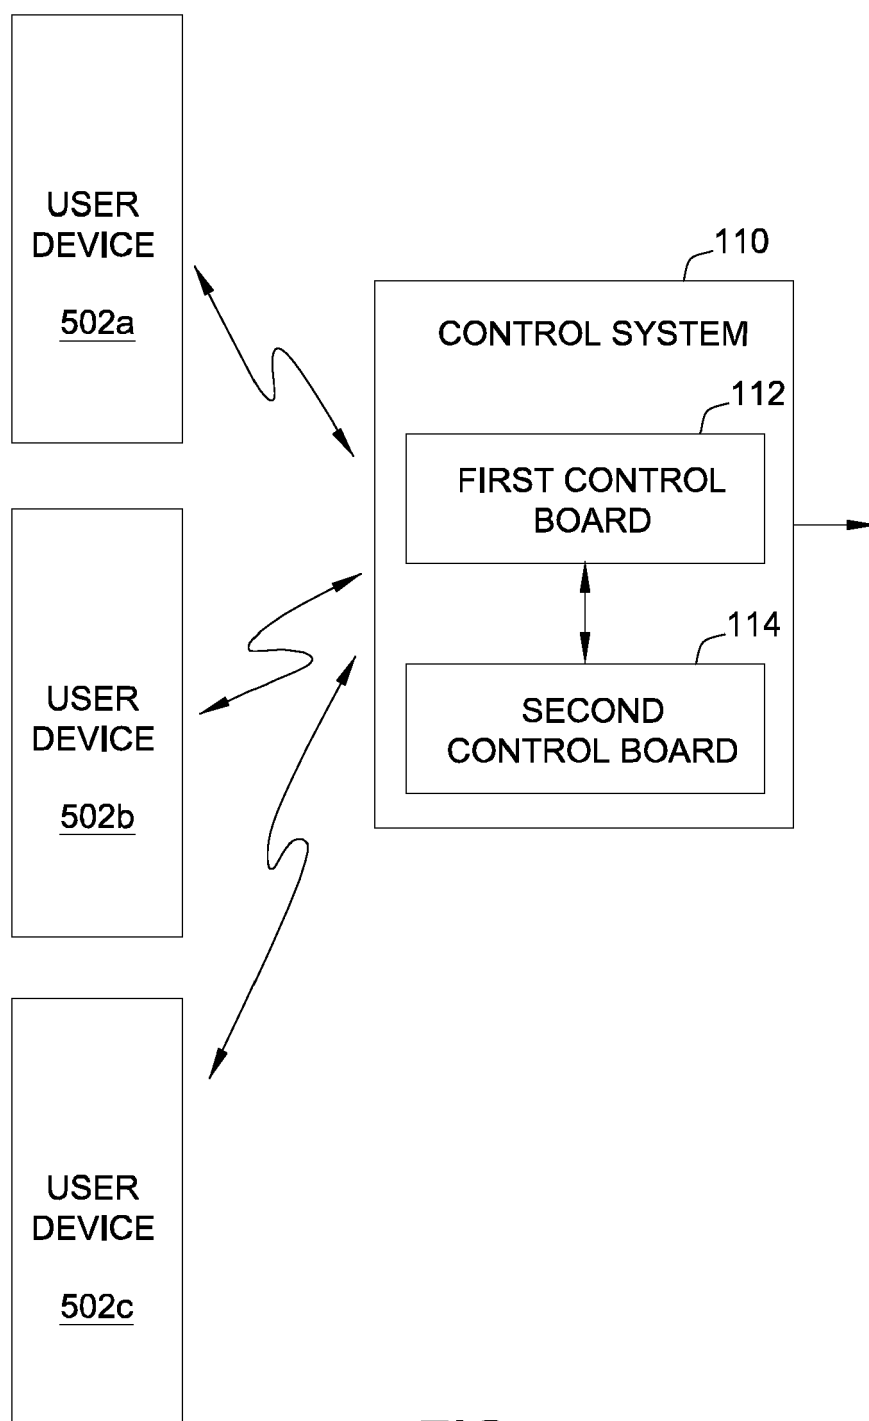 USER
DEVICE
502a
110
CONTROL SYSTEM
112
FIRST CONTROL
BOARD
114
SECOND
CONTROL BOARD
USER
DEVICE
502b
USER
DEVICE
502c